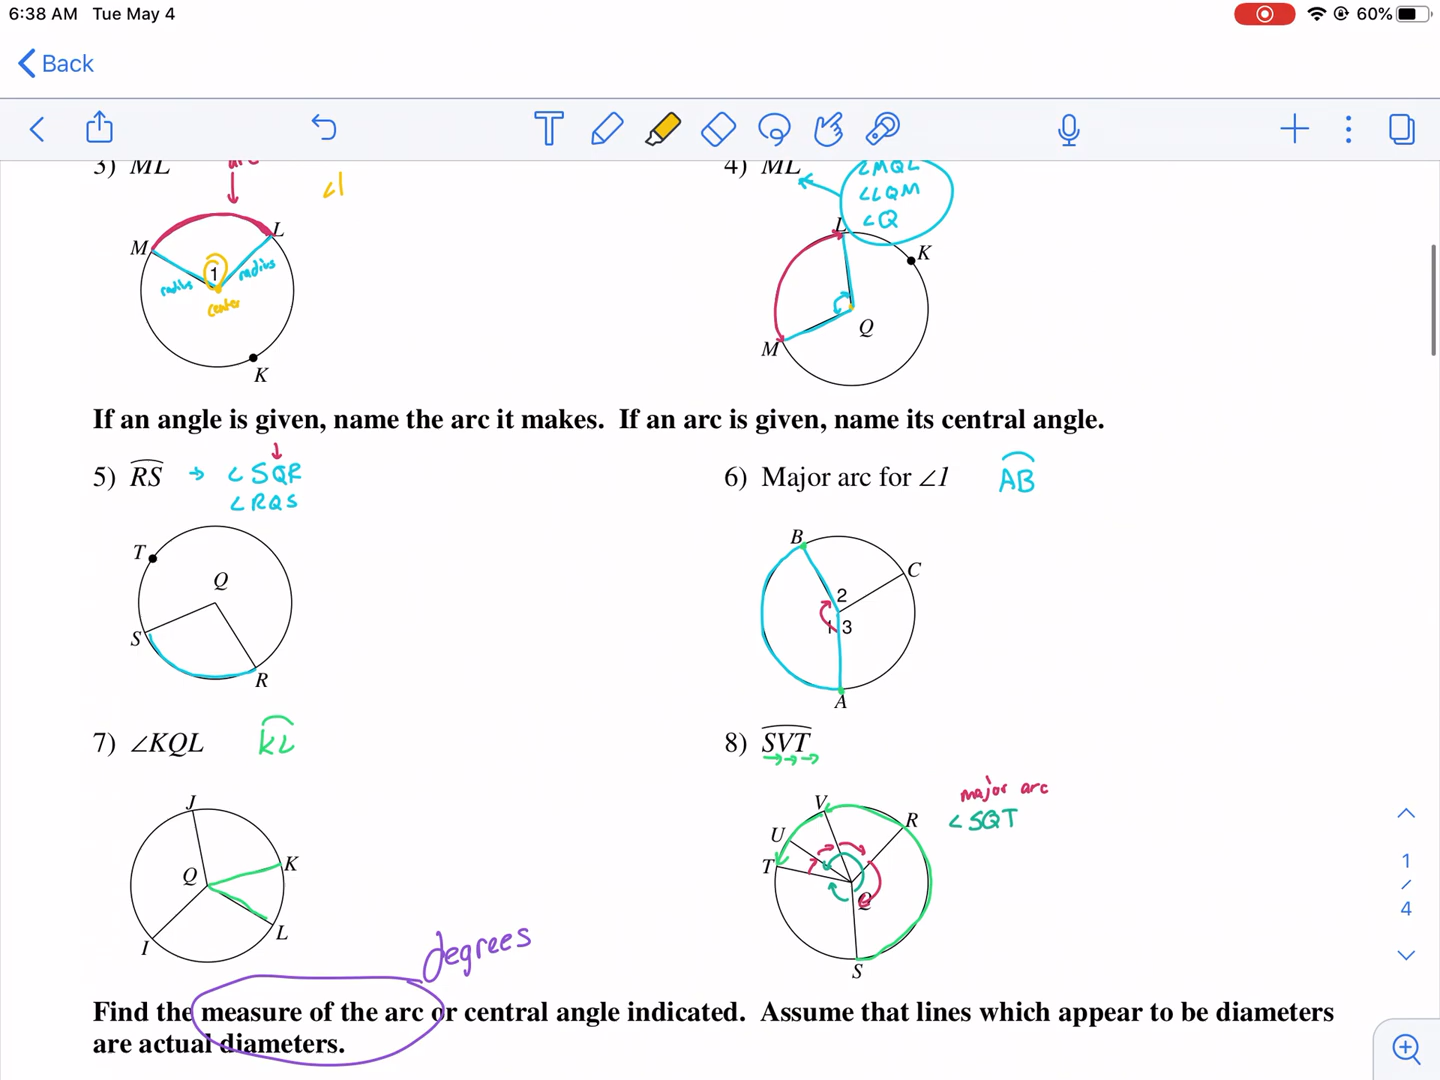 6:38 AM Tue May 4
60%
Back
3) ML
∠1
4) ML
∠MQL
∠LQM
∠Q
M
L
1
radius
radius
center
K
L
K
Q
M
If an angle is given, name the arc it makes. If an arc is given, name its central angle.
5) RS → ∠SQR
∠RQS
6) Major arc for ∠1 AB
T
Q
S
R
B
C
2
1 3
A
7) ∠KQL KL
8) SVT
major arc
∠SQT
J
K
Q
L
I
V
R
U
T
Q
S
1
/
4
degrees
Find the measure of the arc or central angle indicated. Assume that lines which appear to be diameters
are actual diameters.